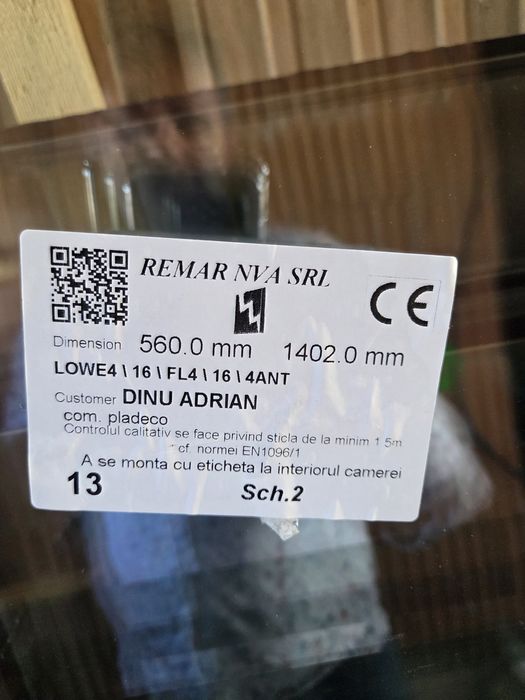 REMAR NVA SRL
CE
Dimension 560.0 mm 1402.0 mm
LOWE4 \ 16 \ FL4 \ 16 \ 4ANT
Customer DINU ADRIAN
com. pladeco
Controlul calitativ se face privind sticla de la minim 1 5m
cf. normei EN1096/1
A se monta cu eticheta la interiorul camerei
13 Sch.2